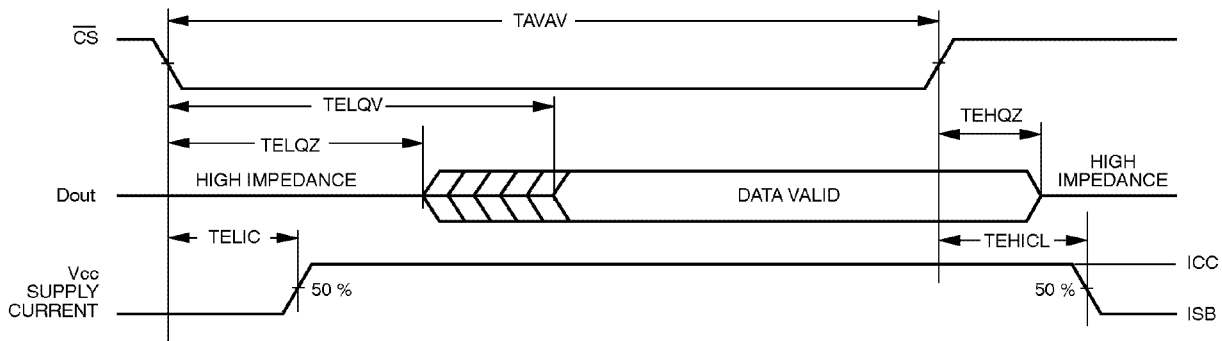 TAVAV
CS
TELQV
TEHQZ
TELQZ
HIGH IMPEDANCE
HIGH
IMPEDANCE
Dout
DATA VALID
TELIC
TEHICL
Vcc
SUPPLY
CURRENT
50 %
50 %
ICC
ISB